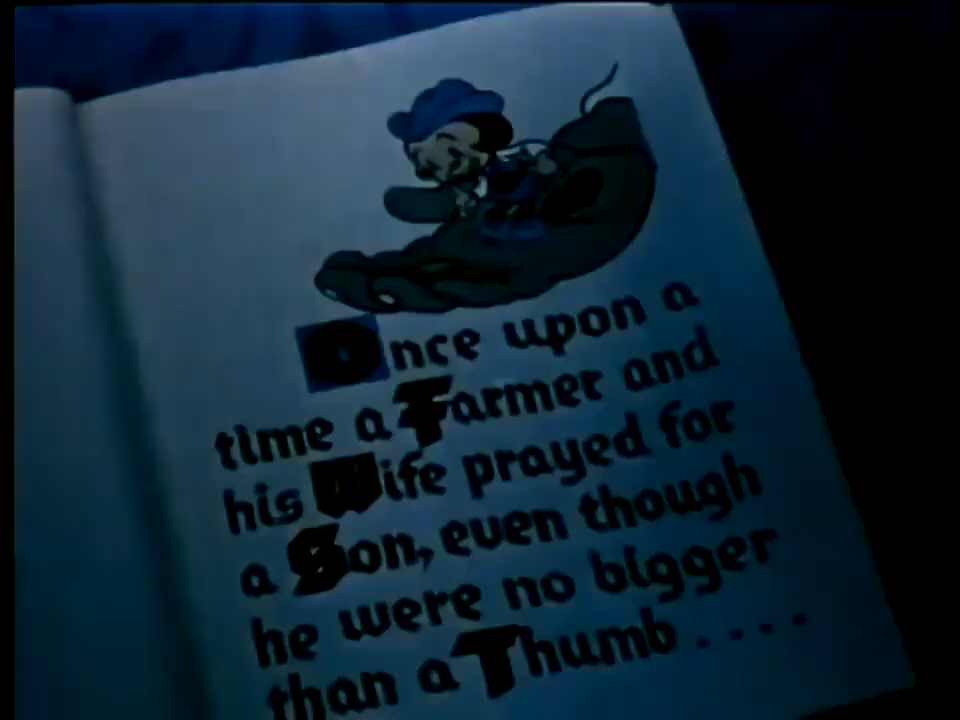 Once upon a
time a Farmer and
his Wife prayed for
a Son, even though
he were no bigger
than a Thumb....